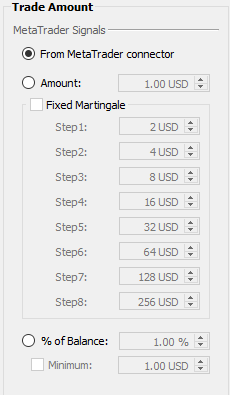 Trade Amount
MetaTrader Signals
From MetaTrader connector
Amount: 1.00 USD
Fixed Martingale
Step1: 2 USD
Step2: 4 USD
Step3: 8 USD
Step4: 16 USD
Step5: 32 USD
Step6: 64 USD
Step7: 128 USD
Step8: 256 USD
% of Balance: 1.00 %
Minimum: 1.00 USD